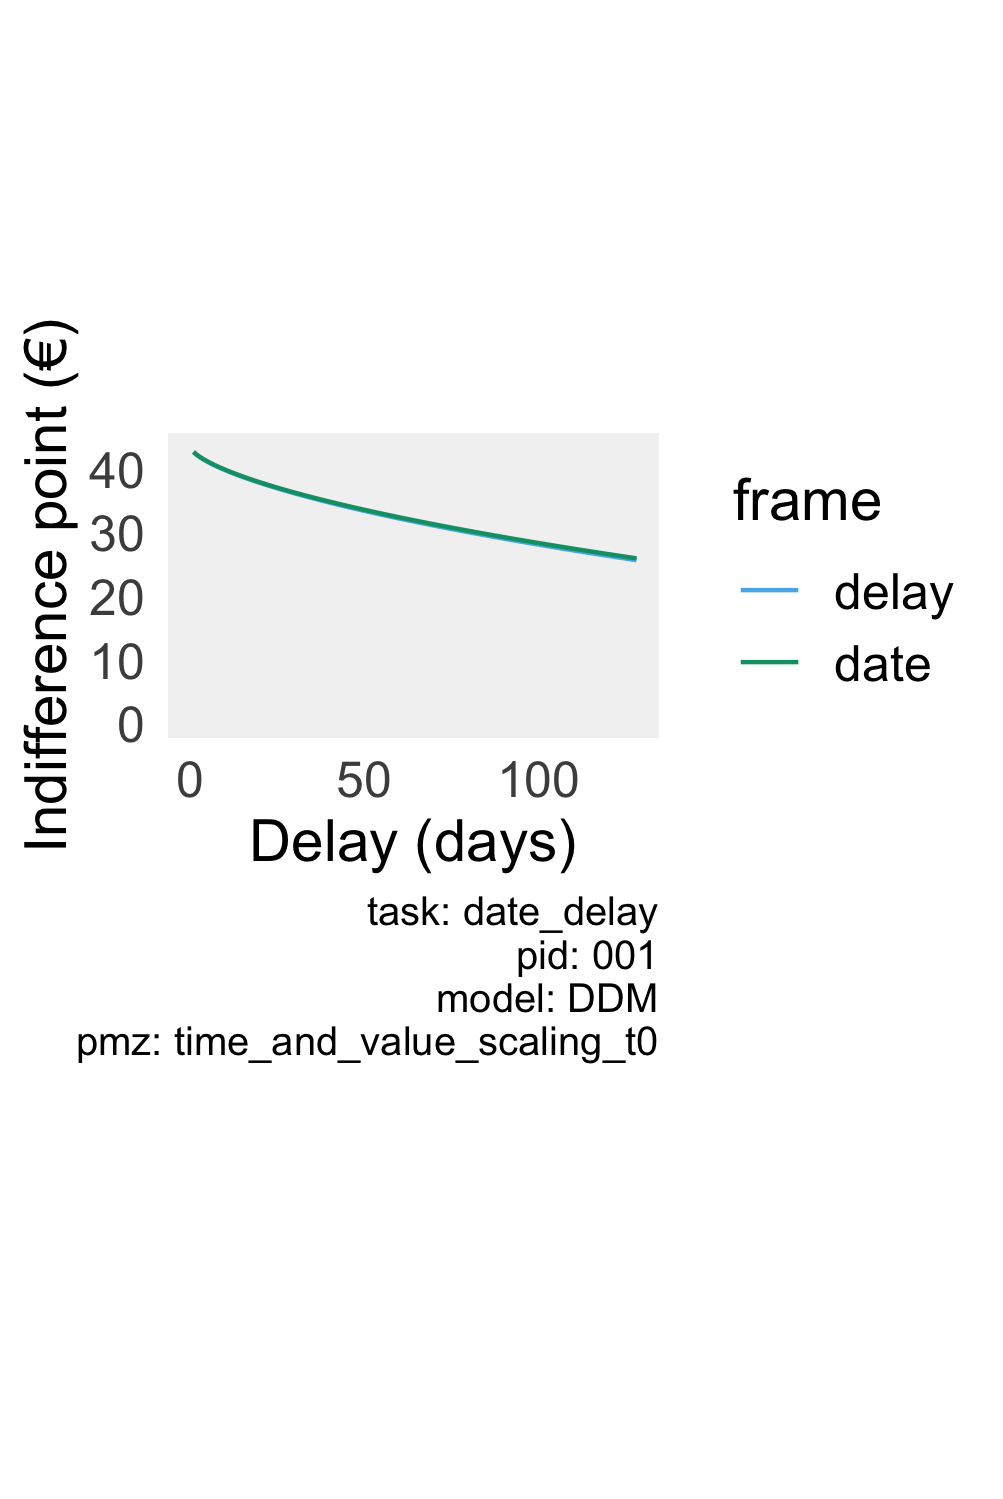 Indifference point (€)
40
30
20
10
0
0 50 100
Delay (days)
frame
delay
date
task: date_delay
pid: 001
model: DDM
pmz: time_and_value_scaling_t0